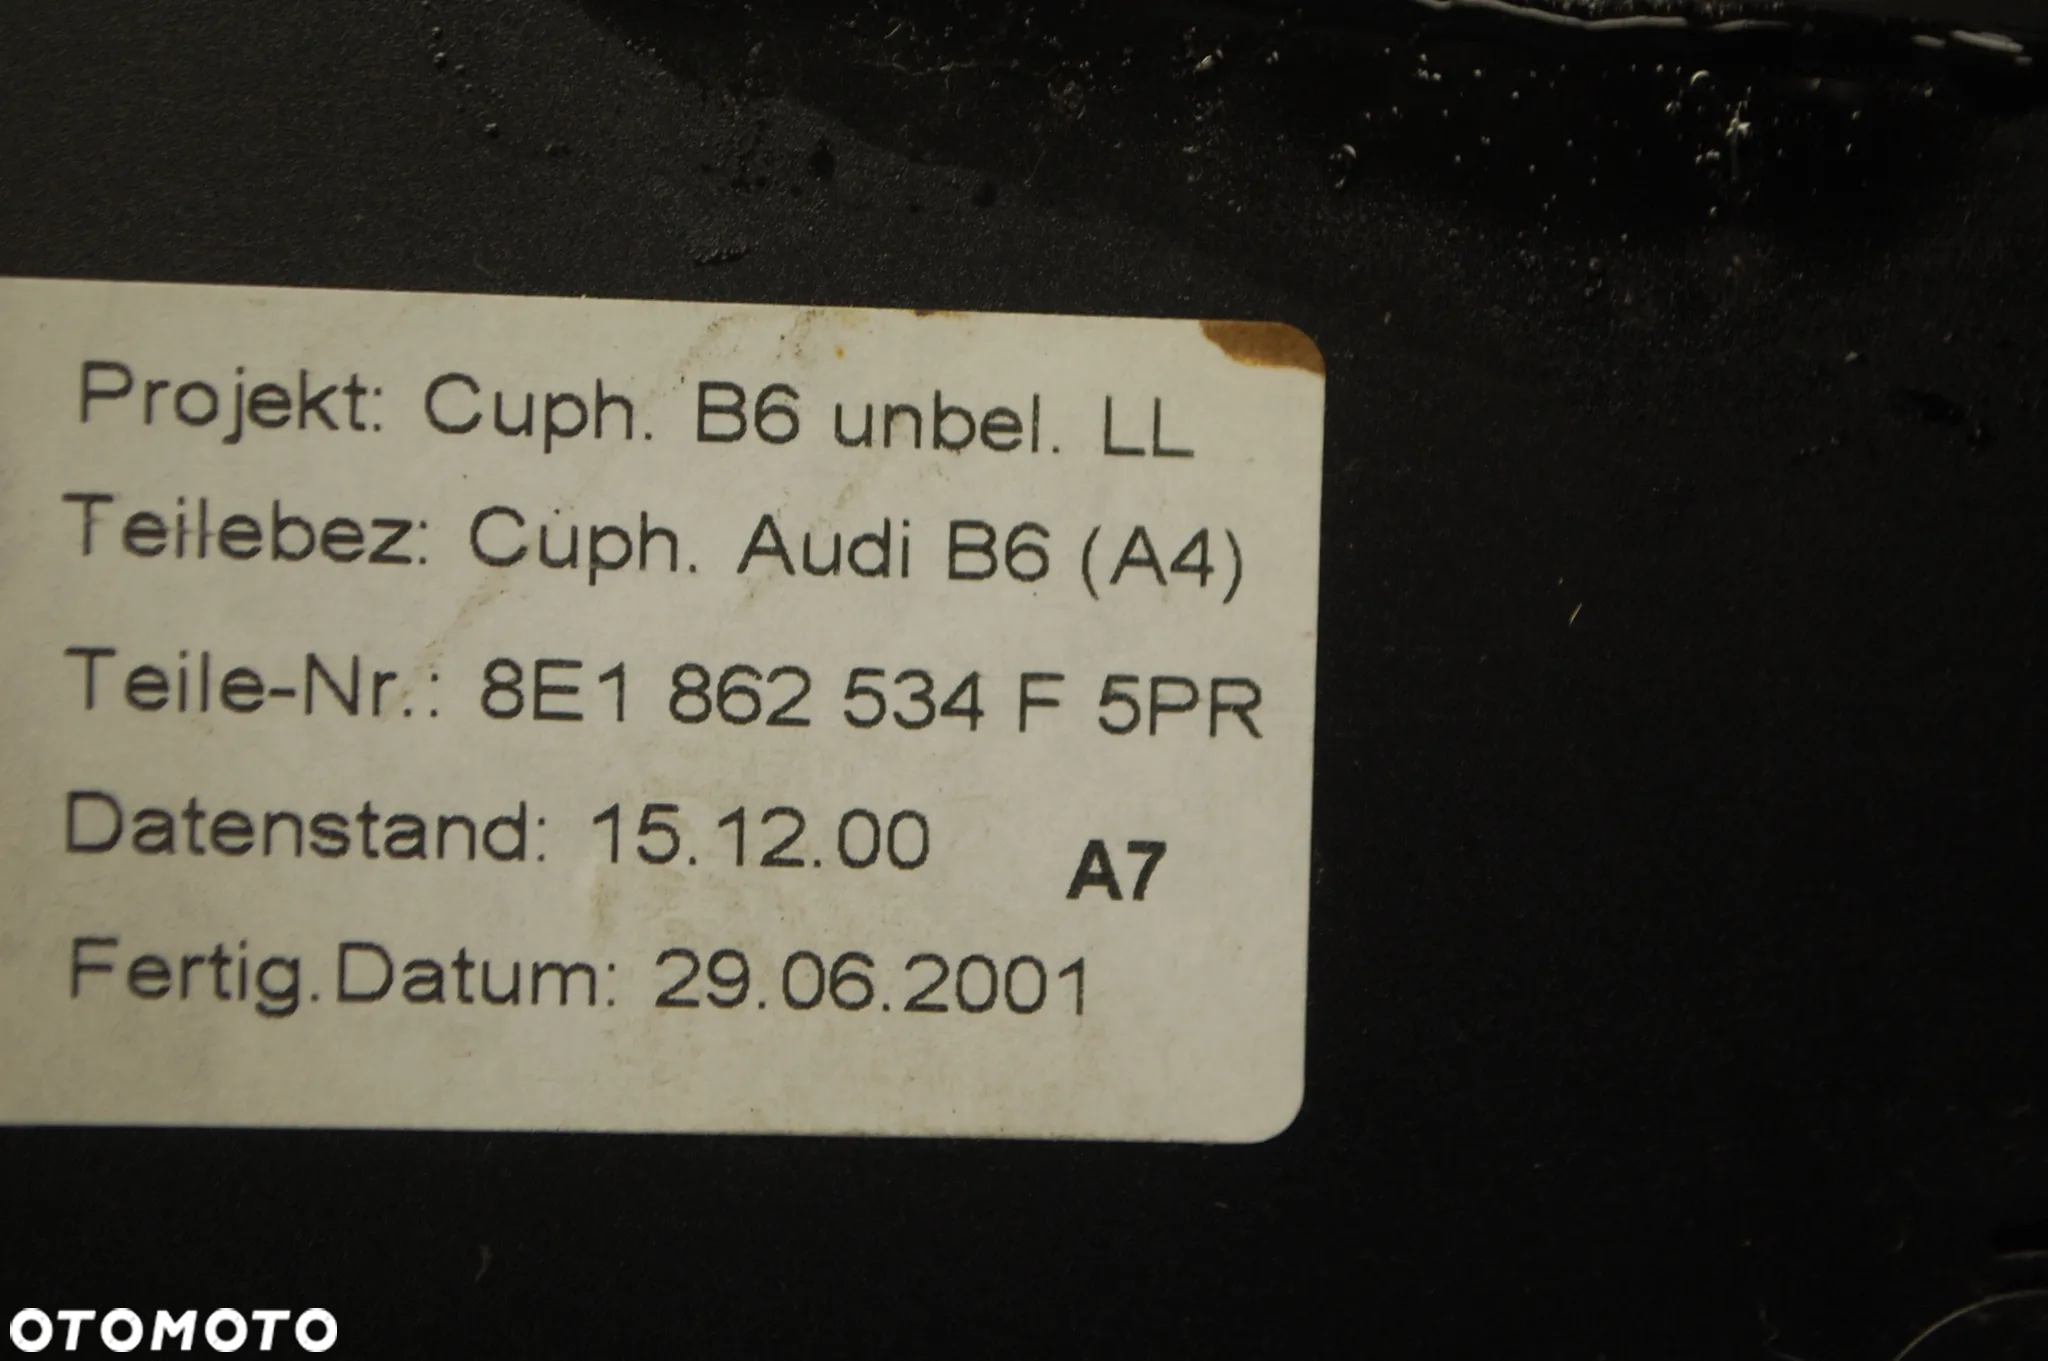 Projekt: Cuph. B6 unbel. LL
Teilebez: Cuph. Audi B6 (A4)
Teile-Nr.: 8E1 862 534 F 5PR
Datenstand: 15.12.00
A7
Fertig.Datum: 29.06.2001
OTOMOTO